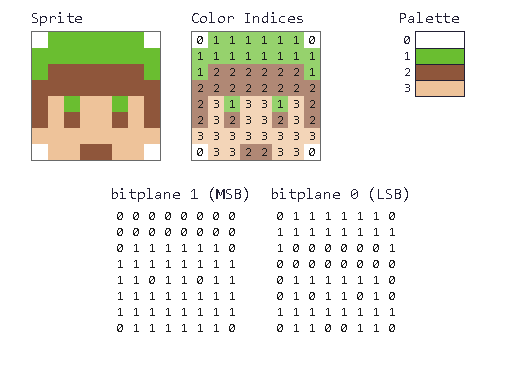 Sprite
Color Indices
Palette
0 1 1 1 1 1 1 0
1 1 1 1 1 1 1 1
1 2 2 2 2 2 2 1
2 2 2 2 2 2 2 2
2 3 1 3 3 1 3 2
2 3 2 3 3 2 3 2
3 3 3 3 3 3 3 3
0 3 3 2 2 3 3 0
0
1
2
3
bitplane 1 (MSB)
0 0 0 0 0 0 0 0
0 0 0 0 0 0 0 0
0 1 1 1 1 1 1 0
1 1 1 1 1 1 1 1
1 1 0 1 1 0 1 1
1 1 1 1 1 1 1 1
1 1 1 1 1 1 1 1
0 1 1 1 1 1 1 0
bitplane 0 (LSB)
0 1 1 1 1 1 1 0
1 1 1 1 1 1 1 1
1 0 0 0 0 0 0 1
0 0 0 0 0 0 0 0
0 1 1 1 1 1 1 0
0 1 0 1 1 0 1 0
1 1 1 1 1 1 1 1
0 1 1 0 0 1 1 0